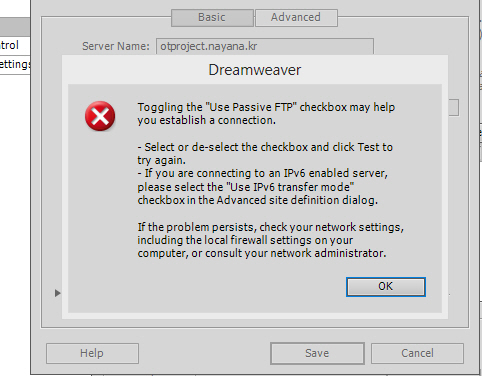 Basic
Advanced
Server Name:
otproject.nayana.kr
ntrol
ettings
Dreamweaver
Toggling the "Use Passive FTP" checkbox may help
you establish a connection.
- Select or de-select the checkbox and click Test to
try again.
- If you are connecting to an IPv6 enabled server,
please select the "Use IPv6 transfer mode"
checkbox in the Advanced site definition dialog.
If the problem persists, check your network settings,
including the local firewall settings on your
computer, or consult your network administrator.
OK
Help
Save
Cancel